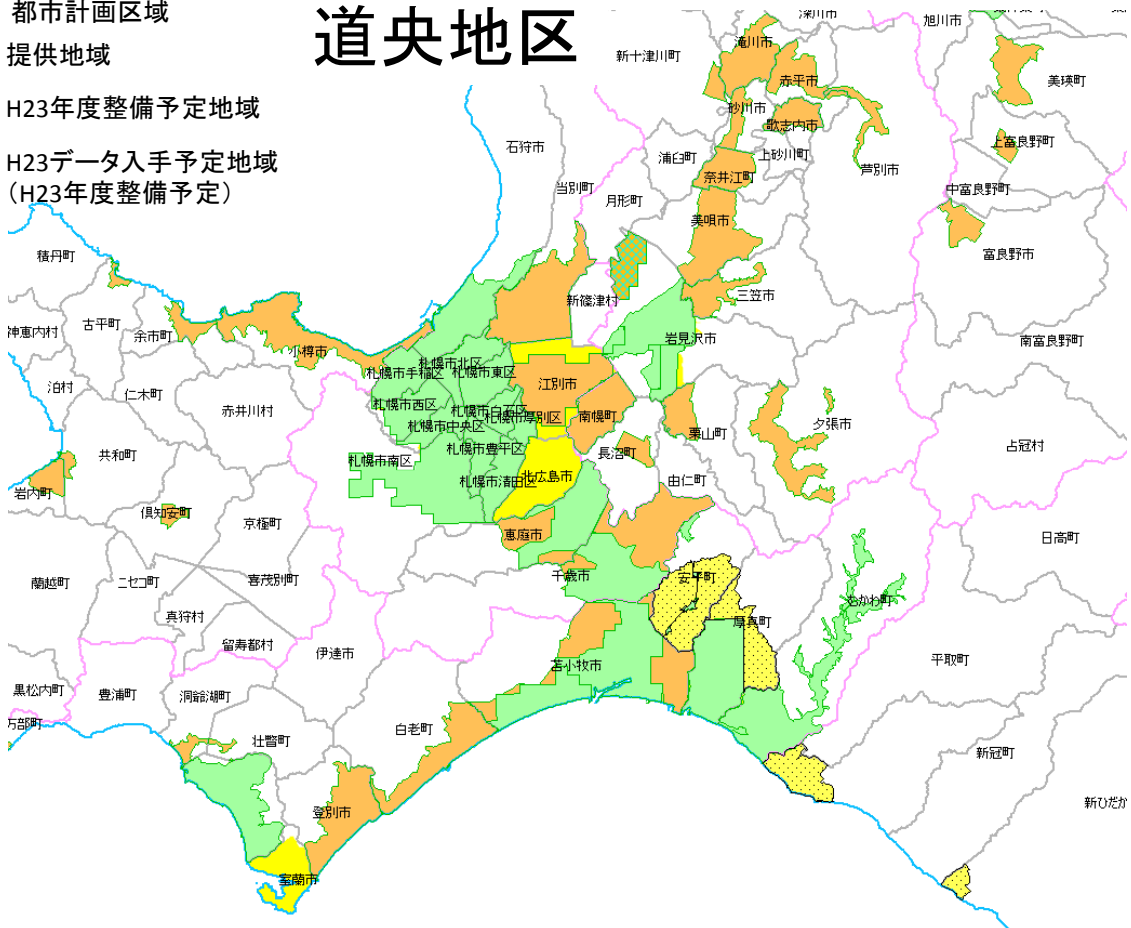 都市計画区域
道央地区
提供地域
H23年度整備予定地域
H23データ入手予定地域
(H23年度整備予定)
深川市
旭川市
滝川市
新十津川町
赤平市
美瑛町
砂川市
歌志内市
石狩市
浦臼町
上砂川町
上富良野町
芦別市
当別町
奈井江町
中富良野町
月形町
美唄市
積丹町
富良野市
新篠津村
三笠市
古平町
神恵内村
余市町
岩見沢市
南富良野町
小樽市
札幌市北区
札幌市手稲区
札幌市東区
泊村
仁木町
江別市
赤井川村
札幌市西区
札幌市白石区
札幌市厚別区
南幌町
夕張市
札幌市中央区
栗山町
占冠村
共和町
札幌市豊平区
長沼町
札幌市南区
北広島市
札幌市清田区
由仁町
岩内町
倶知安町
京極町
恵庭市
日高町
蘭越町
ニセコ町
喜茂別町
千歳市
安平町
むかわ町
真狩村
厚真町
留寿都村
伊達市
平取町
苫小牧市
黒松内町
豊浦町
洞爺湖町
白老町
壮瞥町
新冠町
登別市
新ひだか
室蘭市